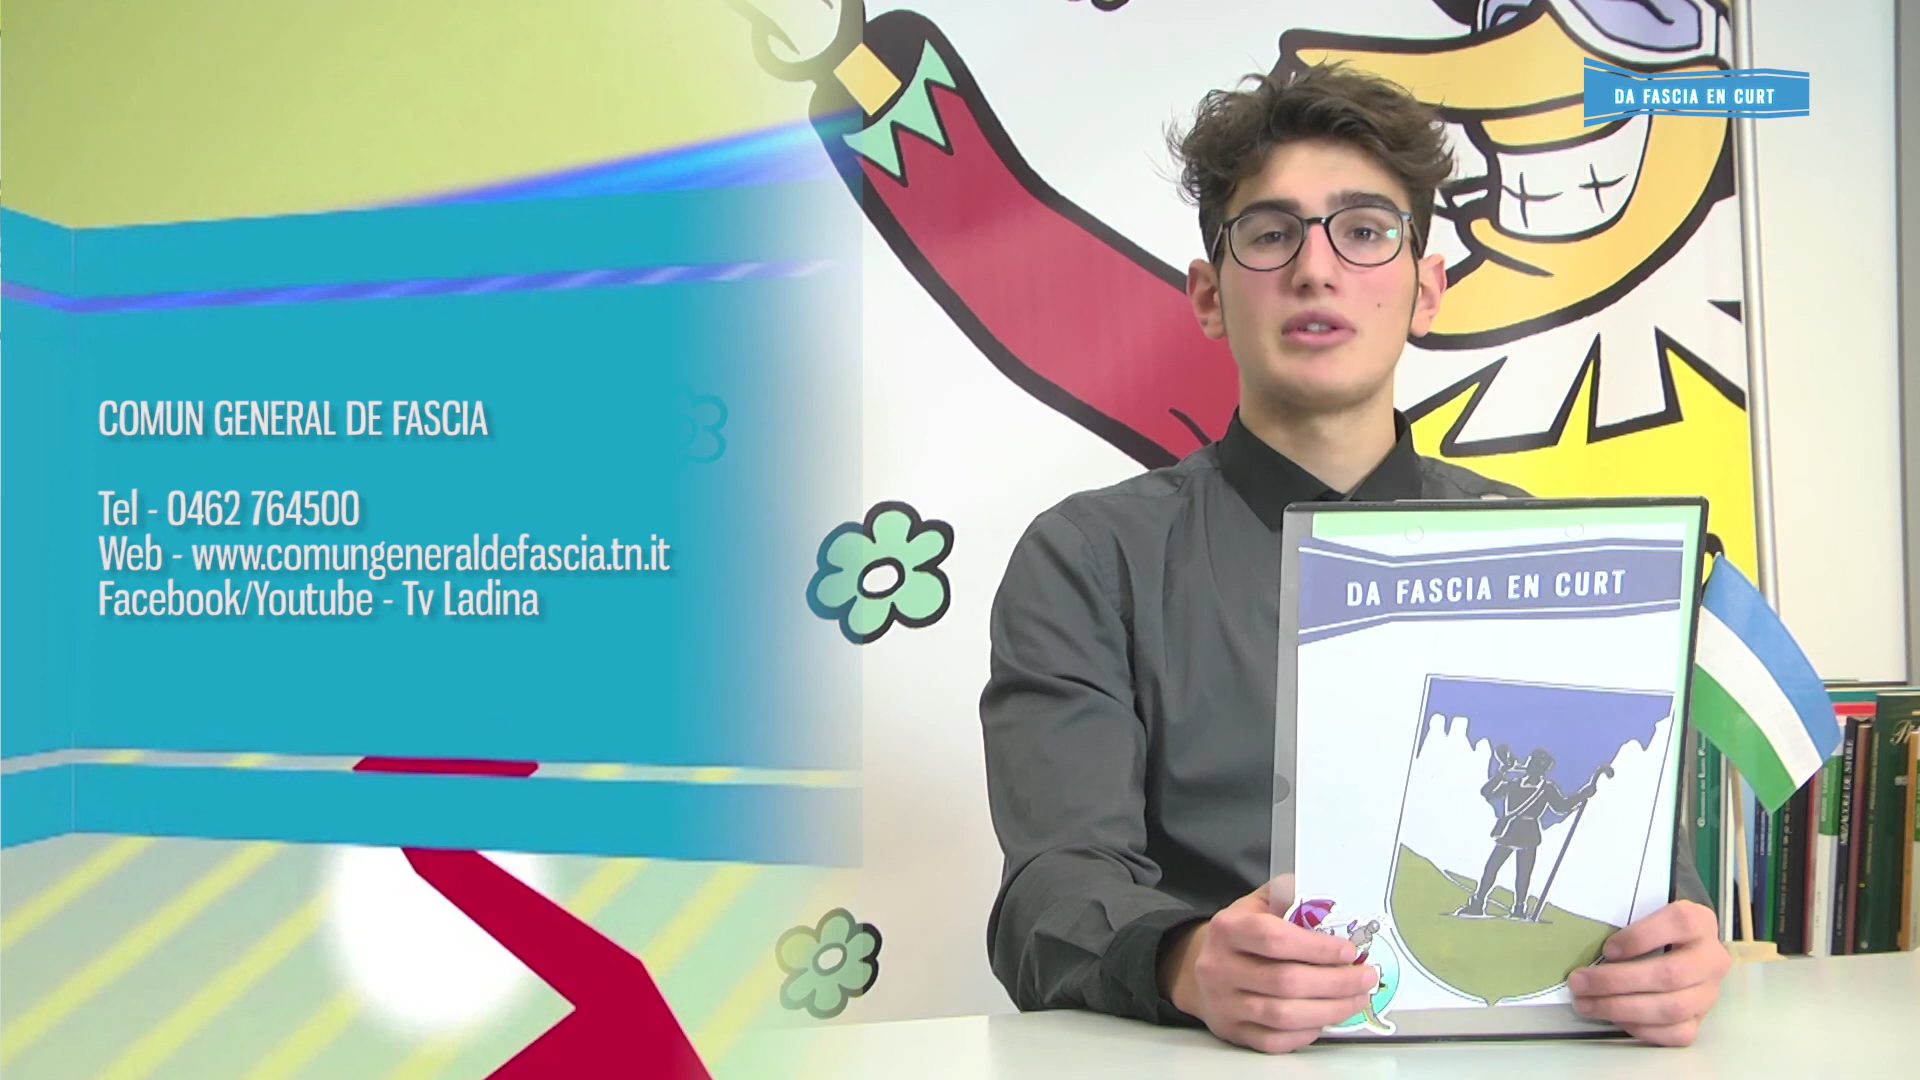 DA FASCIA EN CURT
COMUN GENERAL DE FASCIA
Tel - 0462 764500
Web - www.comungeneraldefascia.tn.it
Facebook/Youtube - Tv Ladina
DA FASCIA EN CURT